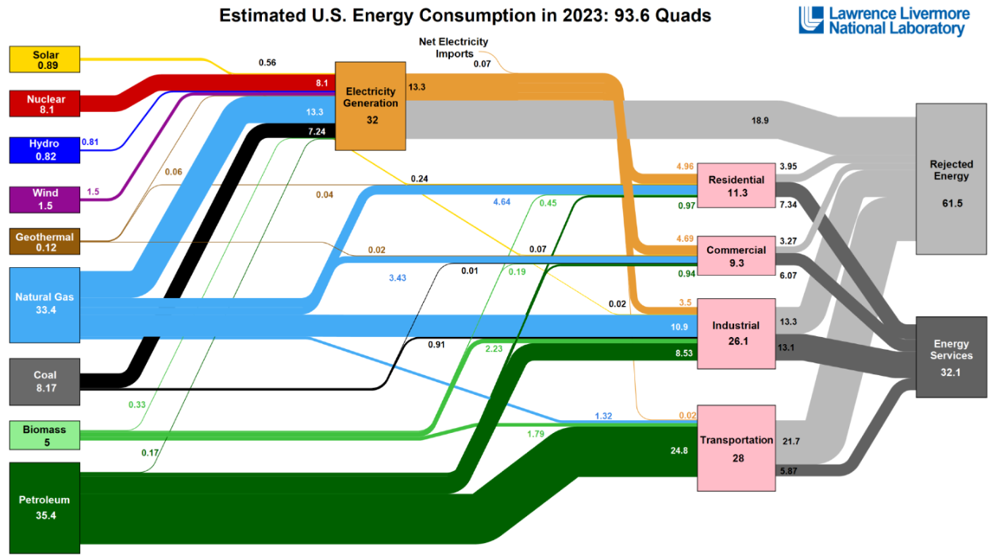 Estimated U.S. Energy Consumption in 2023: 93.6 Quads
Lawrence Livermore
National Laboratory
Net Electricity
Imports
0.07
Solar
0.89
0.56
Nuclear
8.1
8.1
Electricity
Generation
32
13.3
13.3
7.24
18.9
Hydro
0.82
0.81
Wind
1.5
1.5
0.06
0.04
Geothermal
0.12
0.24
4.64
0.45
4.96
0.97
Residential
11.3
3.95
7.34
Rejected
Energy
61.5
0.02
3.43
0.01
0.07
0.19
4.69
0.94
Commercial
9.3
3.27
6.07
Natural Gas
33.4
0.02
3.5
10.9
0.91
2.23
8.53
Industrial
26.1
13.3
13.1
Energy
Services
32.1
Coal
8.17
0.33
Biomass
5
0.17
1.32
1.79
0.02
24.8
Transportation
28
21.7
5.87
Petroleum
35.4